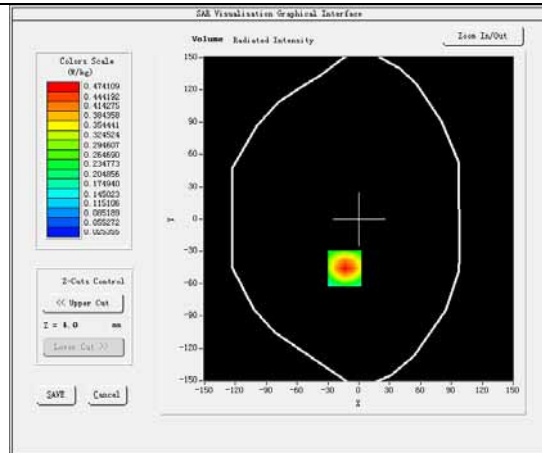 SAR Visualisation Graphical Interface
Volume Radiated Intensity
Zoom In/Out
Colors Scale
(W/kg)
0.474109
0.444192
0.414275
0.384358
0.354441
0.324524
0.294607
0.264690
0.234773
0.204856
0.174940
0.145023
0.115106
0.085189
0.055272
0.025355
Z-Cuts Control
<< Upper Cut
Z = 4.0 mm
Lower Cut >>
SAVE
Cancel
150-
120-
90-
60-
30-
0-
-30-
-60-
-90-
-120-
-150-
Y
-150 -120 -90 -60 -30 0 30 60 90 120 150
X